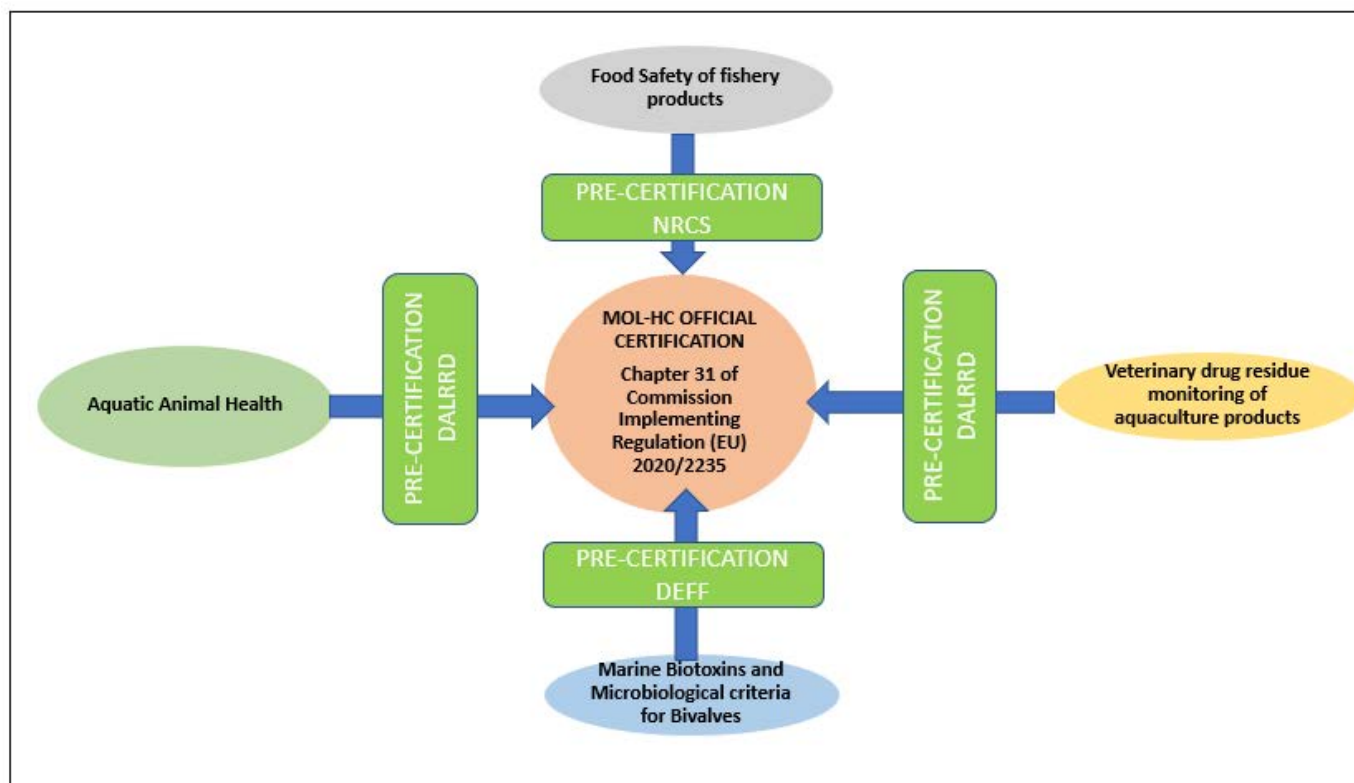 Food Safety of fishery
products
PRE-CERTIFICATION
NRCS
Aquatic Animal Health
PRE-CERTIFICATION
DALRRD
MOL-HC OFFICIAL
CERTIFICATION
Chapter 31 of
Commission
Implementing
Regulation (EU)
2020/2235
PRE-CERTIFICATION
DALRRD
Veterinary drug residue
monitoring of
aquaculture products
PRE-CERTIFICATION
DEFF
Marine Biotoxins and
Microbiological criteria
for Bivalves